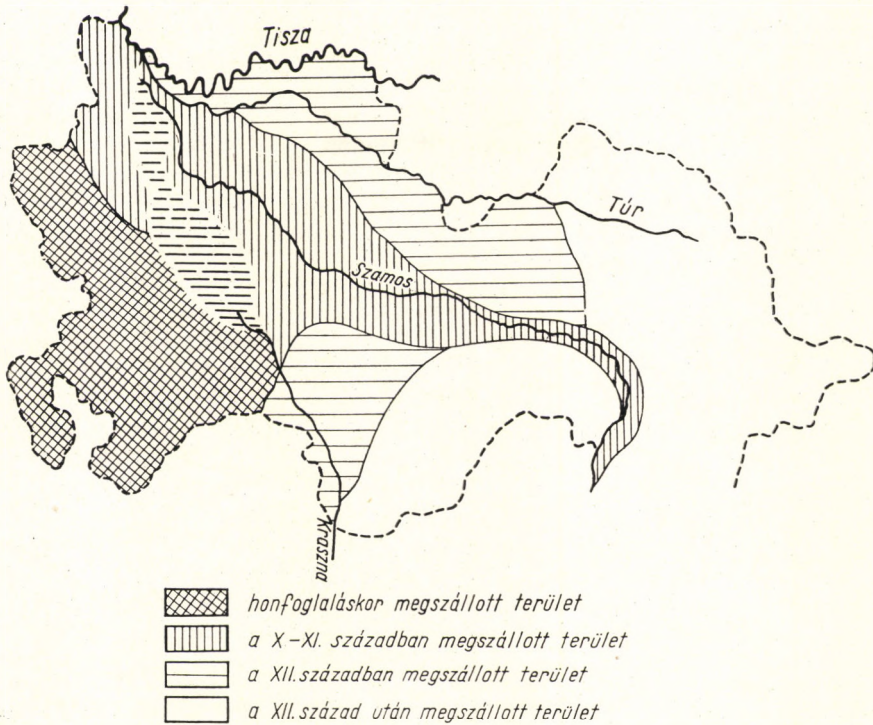 Tisza
Túr
Szamos
Kraszna
honfoglaláskor megszállott terület
a X-XI. században megszállott terület
a XII. században megszállott terület
a XII. század után megszállott terület